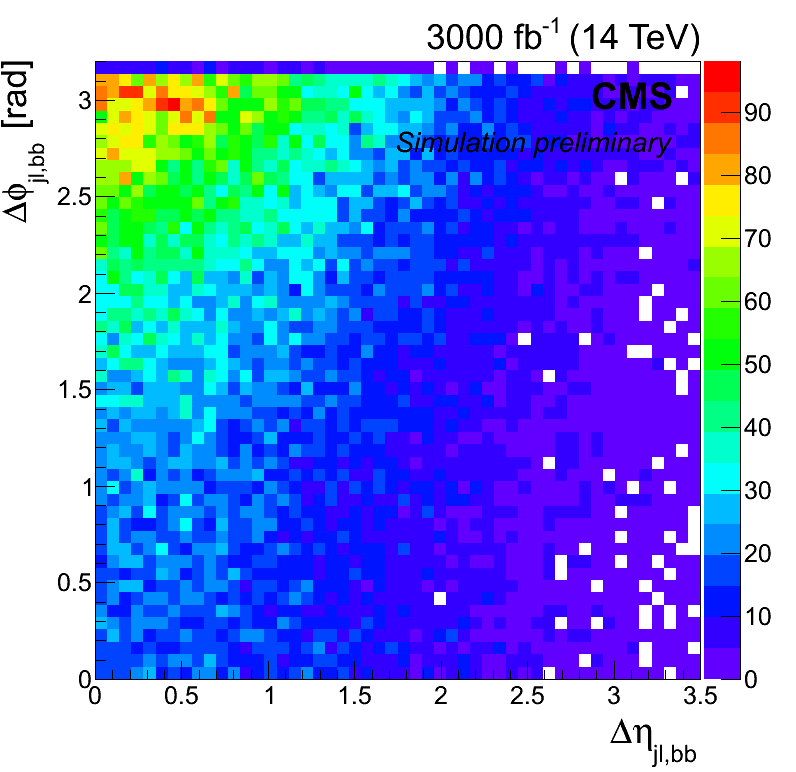 3000 fb-1 (14 TeV)
CMS
Simulation preliminary
Δϕjl,bb [rad]
3
2.5
2
1.5
1
0.5
0
0 0.5 1 1.5 2 2.5 3 3.5
Δηjl,bb
90
80
70
60
50
40
30
20
10
0